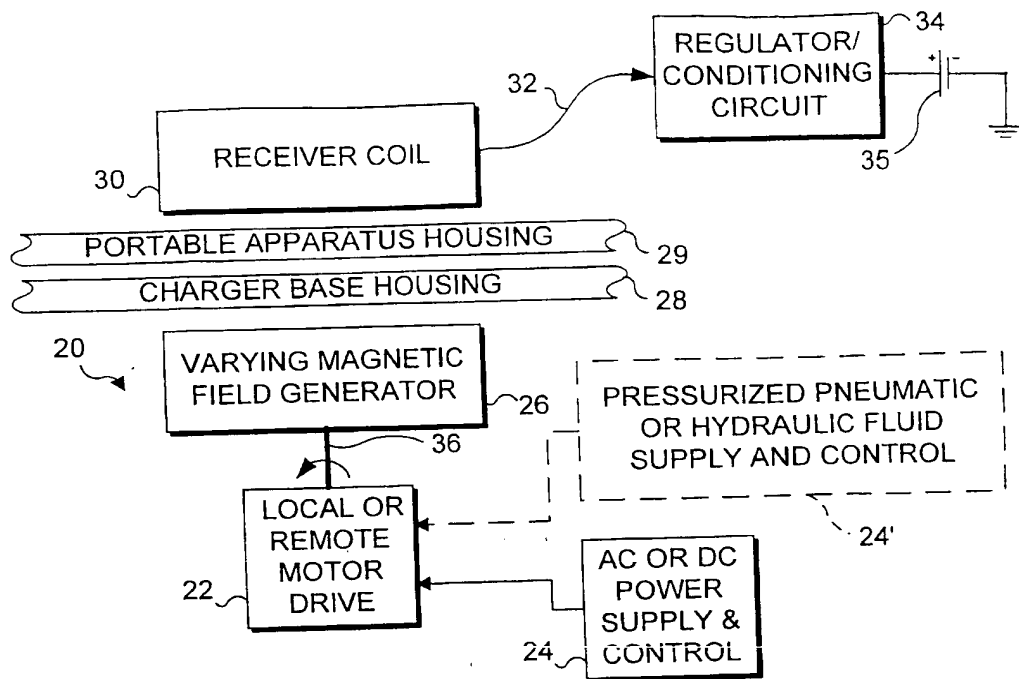 34
REGULATOR/
CONDITIONING
CIRCUIT
+ -
35
32
RECEIVER COIL
30
PORTABLE APPARATUS HOUSING
29
CHARGER BASE HOUSING
28
20
VARYING MAGNETIC
FIELD GENERATOR
26
36
PRESSURIZED PNEUMATIC
OR HYDRAULIC FLUID
SUPPLY AND CONTROL
24'
LOCAL OR
REMOTE
MOTOR
DRIVE
22
AC OR DC
POWER
SUPPLY &
CONTROL
24